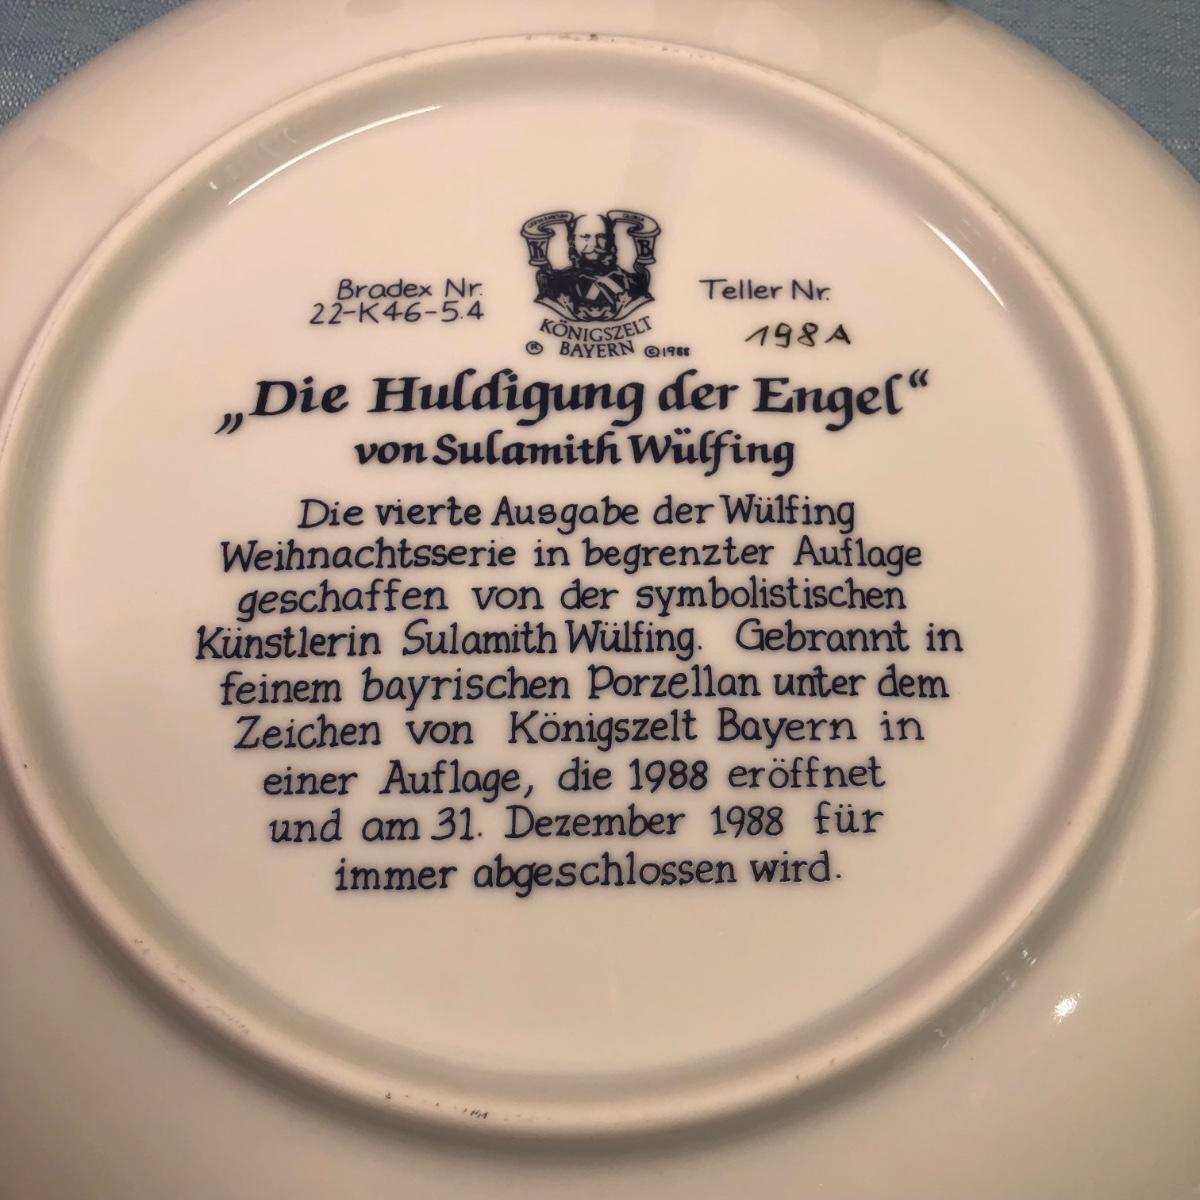 Bradex Nr.
22-K46-5.4
K B
KÖNIGSZELT
® BAYERN ©1988
Teller Nr.
198A
„Die Huldigung der Engel“
von Sulamith Wülfing
Die vierte Ausgabe der Wülfing
Weihnachtsserie in begrenzter Auflage
geschaffen von der symbolistischen
Künstlerin Sulamith Wülfing. Gebrannt in
feinem bayrischen Porzellan unter dem
Zeichen von Königszelt Bayern in
einer Auflage, die 1988 eröffnet
und am 31. Dezember 1988 für
immer abgeschlossen wird.